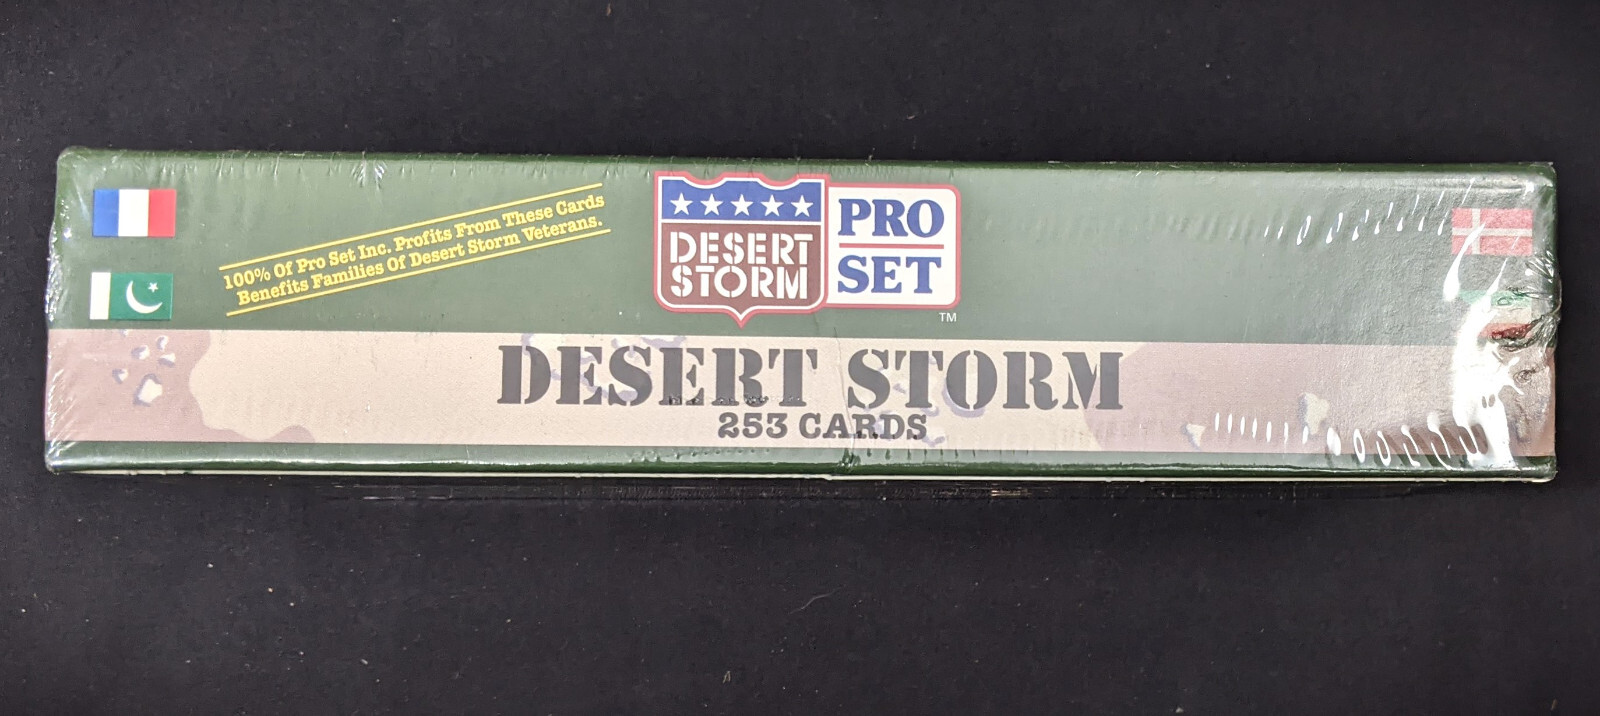 100% Of Pro Set Inc. Profits From These Cards
Benefits Families Of Desert Storm Veterans.
DESERT
STORM
PRO
SET
TM
DESERT STORM
253 CARDS